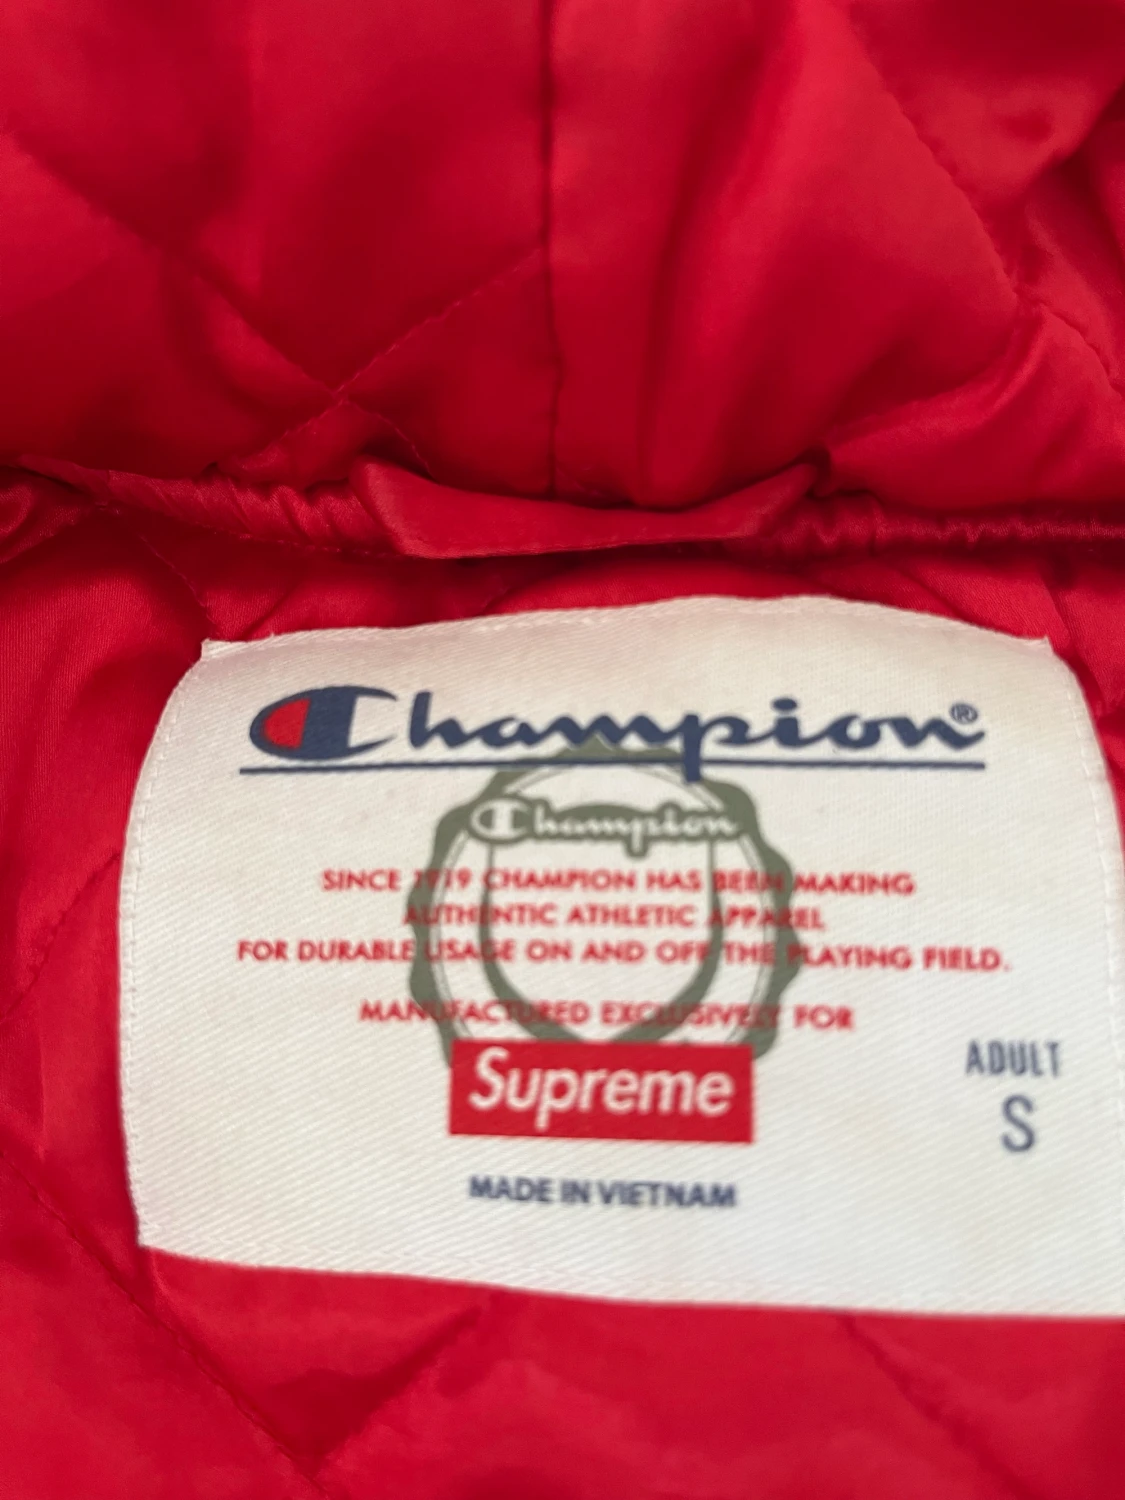 Champion®
Champion
SINCE 1919 CHAMPION HAS BEEN MAKING
AUTHENTIC ATHLETIC APPAREL
FOR DURABLE USAGE ON AND OFF THE PLAYING FIELD.
MANUFACTURED EXCLUSIVELY FOR
Supreme
ADULT
S
MADE IN VIETNAM